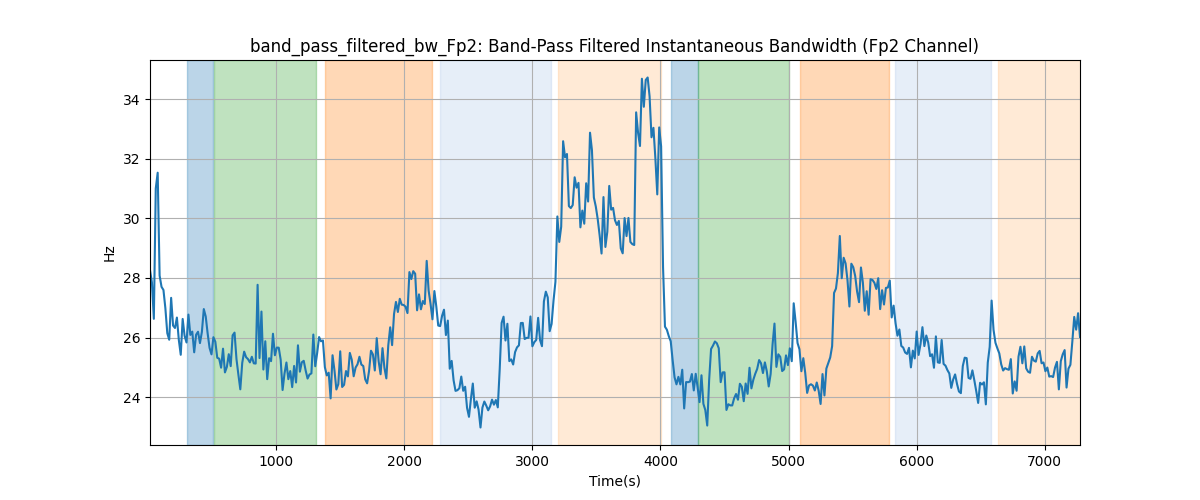 band_pass_filtered_bw_Fp2: Band-Pass Filtered Instantaneous Bandwidth (Fp2 Channel)
34
32
30
28
26
24
Hz
1000 2000 3000 4000 5000 6000 7000
Time(s)